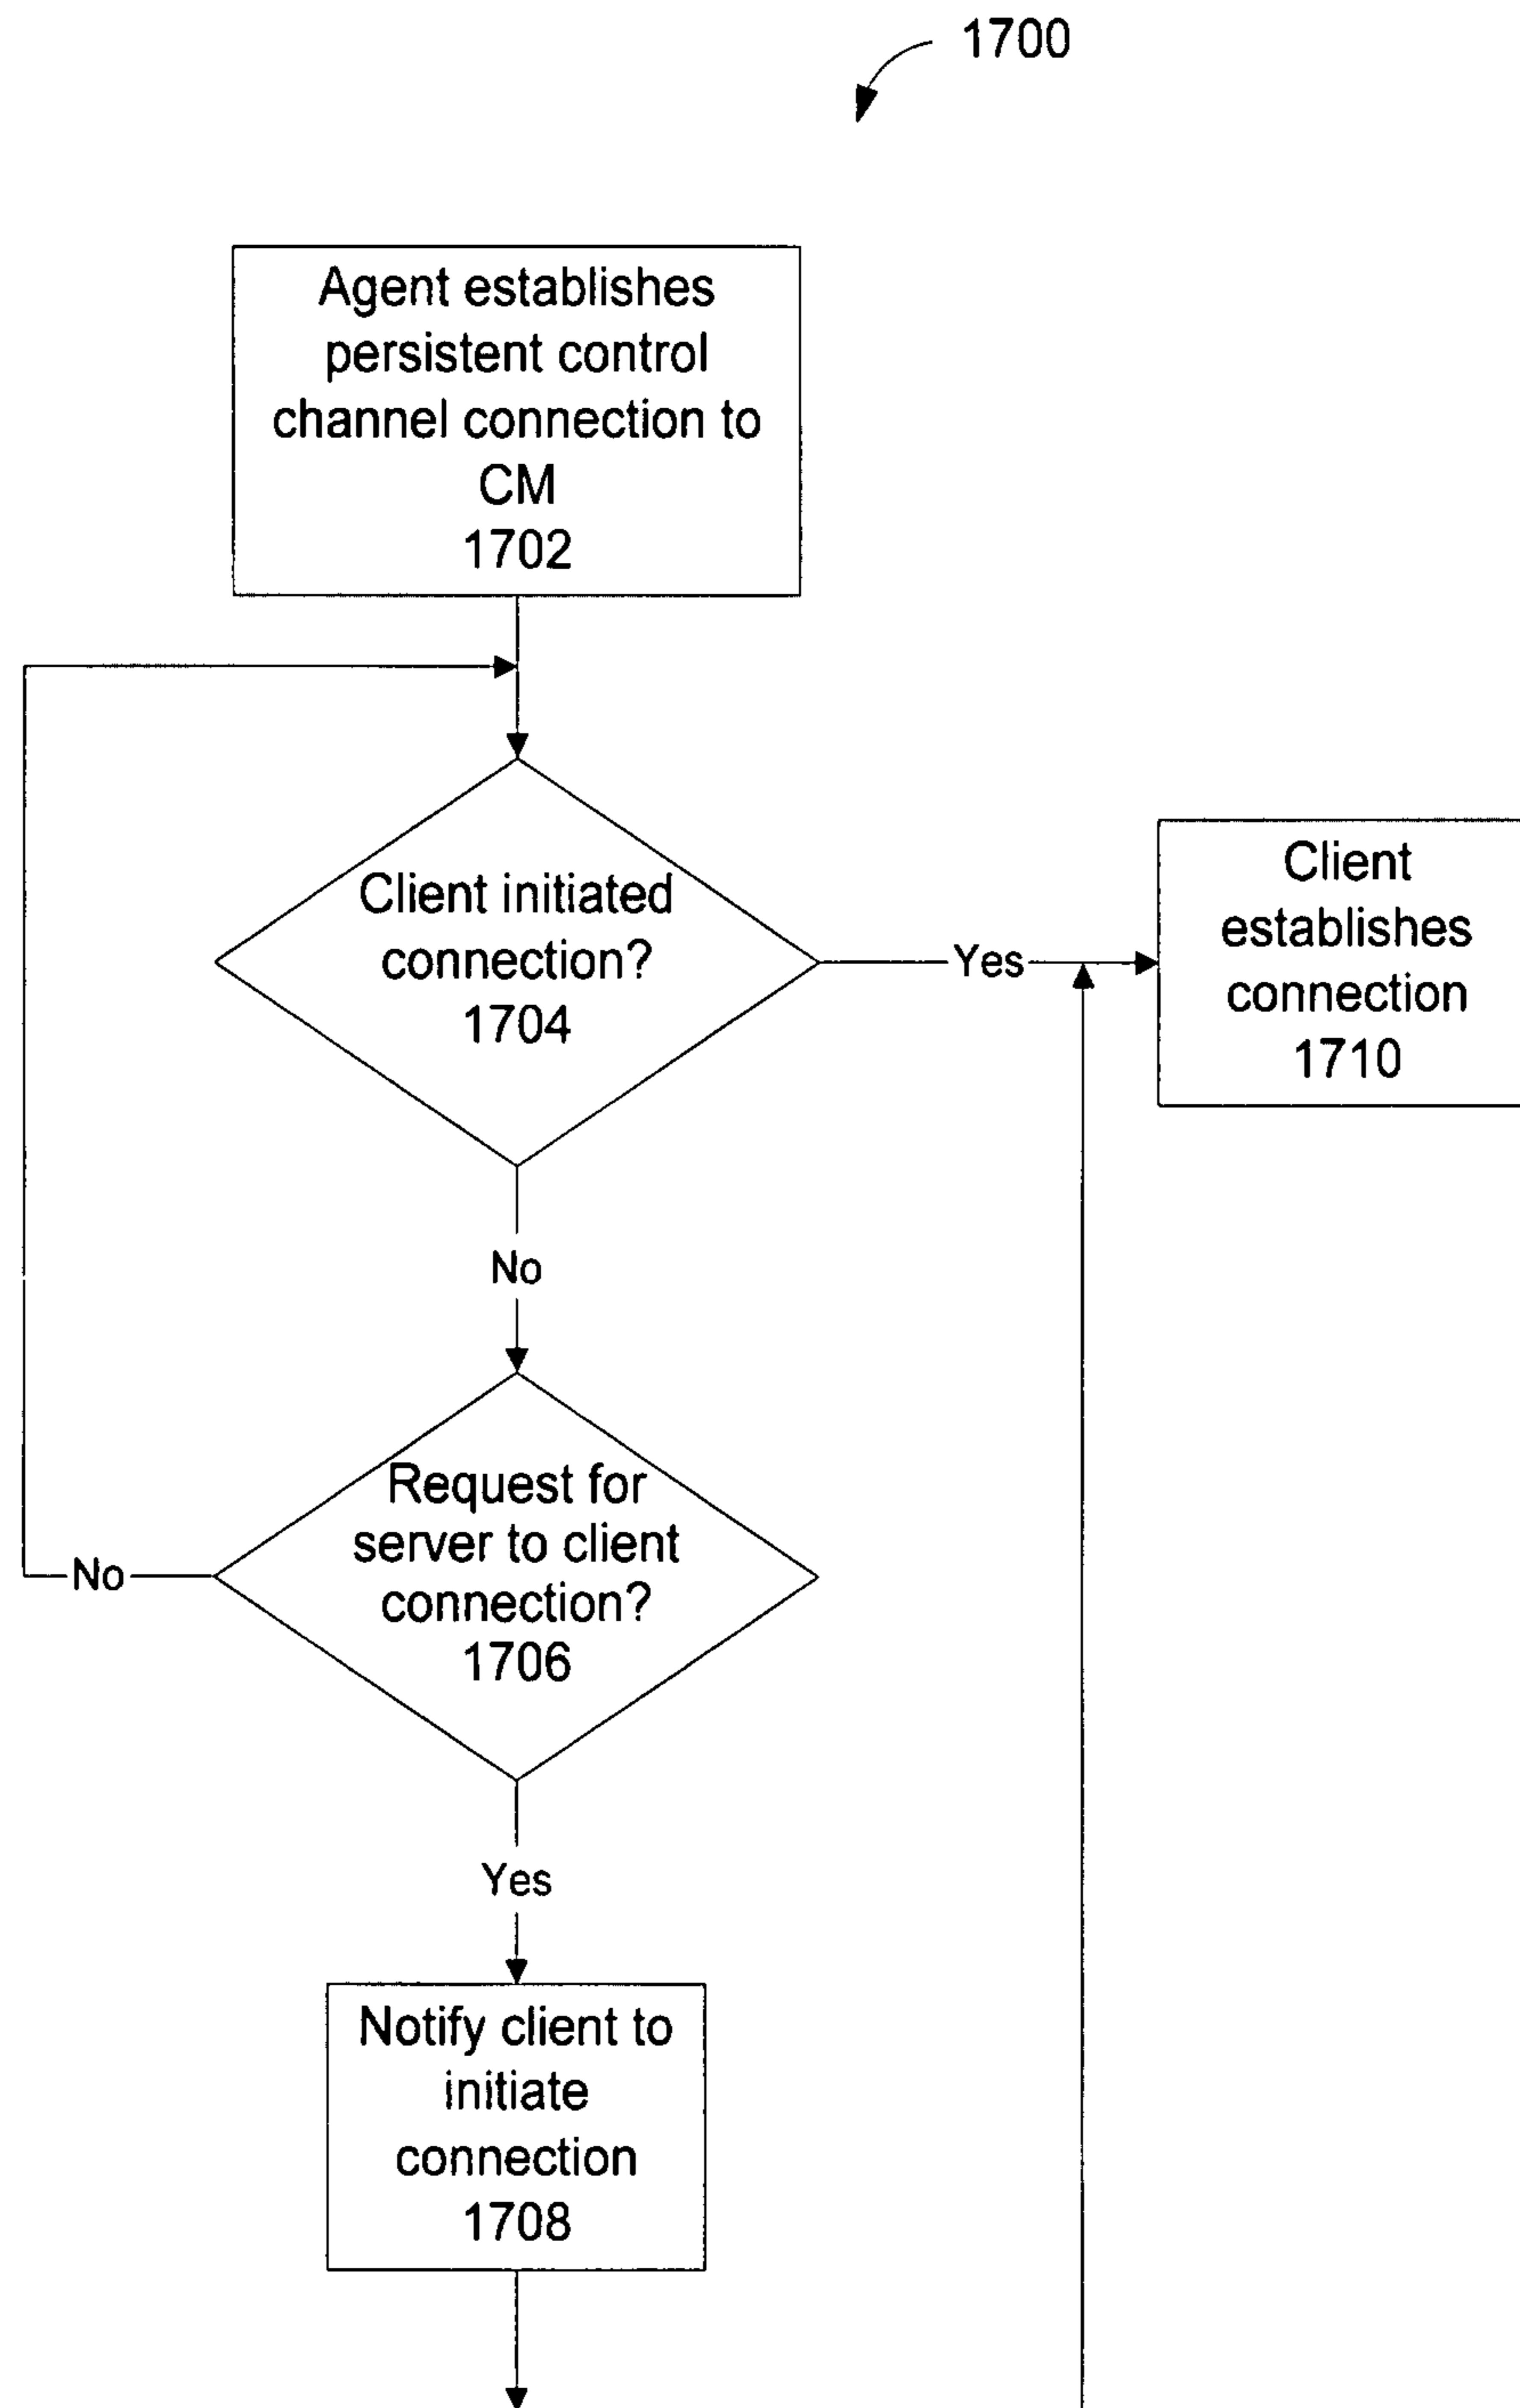 1700
Agent establishes
persistent control
channel connection to
CM
1702
Client initiated
connection?
1704
Yes
Client
establishes
connection
1710
No
Request for
server to client
connection?
1706
No
Yes
Notify client to
initiate
connection
1708